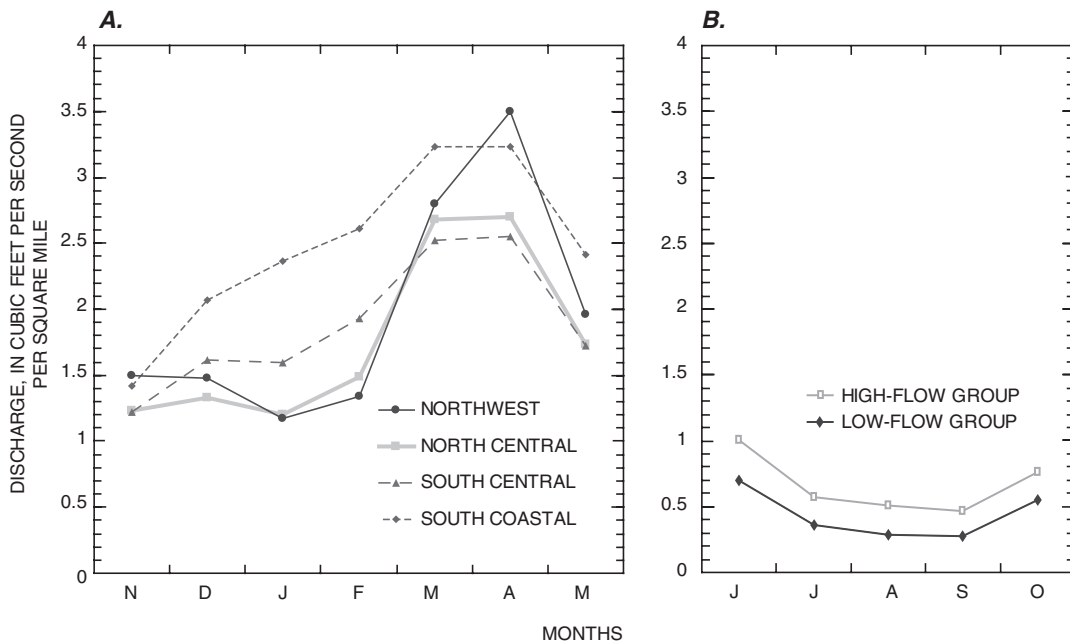 A.
B.
DISCHARGE, IN CUBIC FEET PER SECOND
PER SQUARE MILE
4
3.5
3
2.5
2
1.5
1
0.5
0
N D J F M A M
NORTHWEST
NORTH CENTRAL
SOUTH CENTRAL
SOUTH COASTAL
4
3.5
3
2.5
2
1.5
1
0.5
0
J J A S O
HIGH-FLOW GROUP
LOW-FLOW GROUP
MONTHS